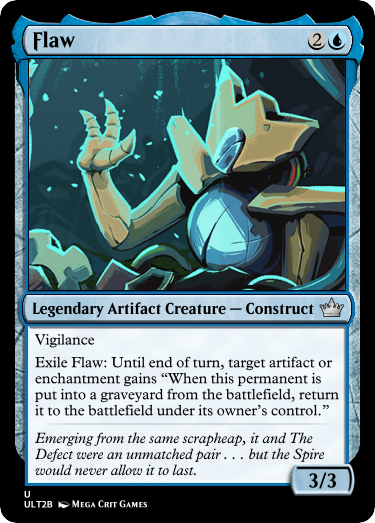 Flaw 2
Legendary Artifact Creature — Construct
Vigilance
Exile Flaw: Until end of turn, target artifact or
enchantment gains “When this permanent is
put into a graveyard from the battlefield, return
it to the battlefield under its owner’s control.”
Emerging from the same scrapheap, it and The
Defect were an unmatched pair . . . but the Spire
would never allow it to last.
3/3
U
ULT2B Mega Crit Games